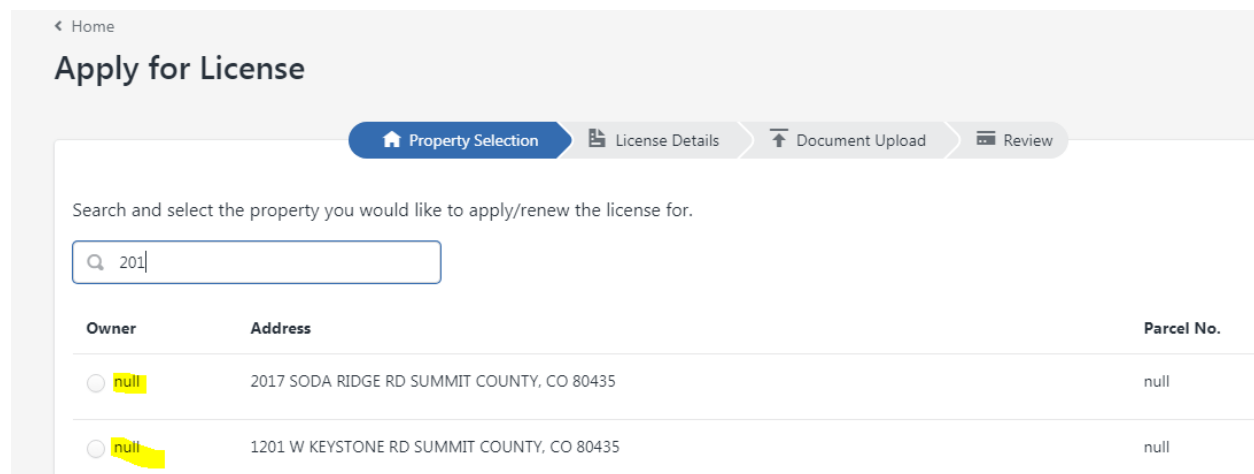 Home
Apply for License
Property Selection License Details Document Upload Review
Search and select the property you would like to apply/renew the license for.
201
Owner Address Parcel No.
null 2017 SODA RIDGE RD SUMMIT COUNTY, CO 80435 null
null 1201 W KEYSTONE RD SUMMIT COUNTY, CO 80435 null